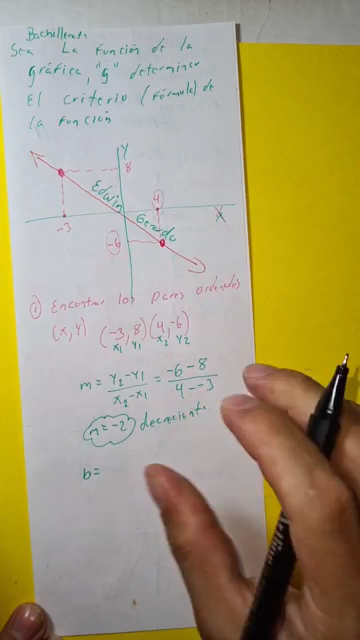 Bachillerato
Sea La función de la
gráfica, "g" determine
El criterio (fórmula) de
la función
Y
8
Edwin
4
Gerardo
X
-3
-6
① Encontrar los pares ordenados
(x, y) (-3, 8) (4, -6)
x₁ y₁ x₂ y₂
m = y₂ - y₁ / x₂ - x₁ = -6 - 8 / 4 - -3
m = -2 decreciente
b =